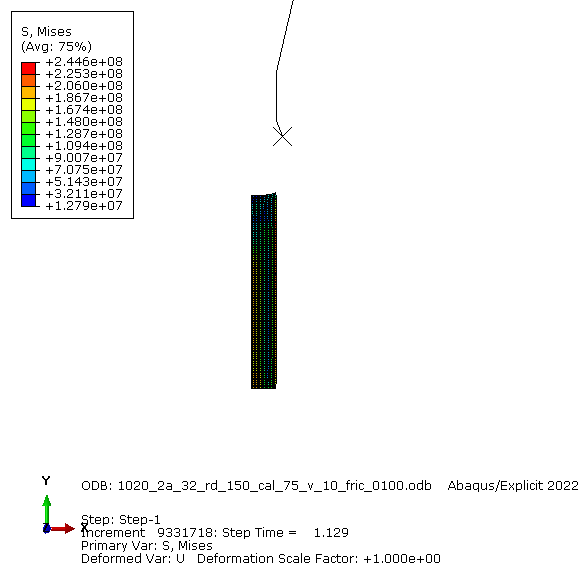 S, Mises
(Avg: 75%)
+2.446e+08
+2.253e+08
+2.060e+08
+1.867e+08
+1.674e+08
+1.480e+08
+1.287e+08
+1.094e+08
+9.007e+07
+7.075e+07
+5.143e+07
+3.211e+07
+1.279e+07
Y
X
ODB: 1020_2a_32_rd_150_cal_75_v_10_fric_0100.odb Abaqus/Explicit 2022
Step: Step-1
Increment 9331718: Step Time = 1.129
Primary Var: S, Mises
Deformed Var: U Deformation Scale Factor: +1.000e+00